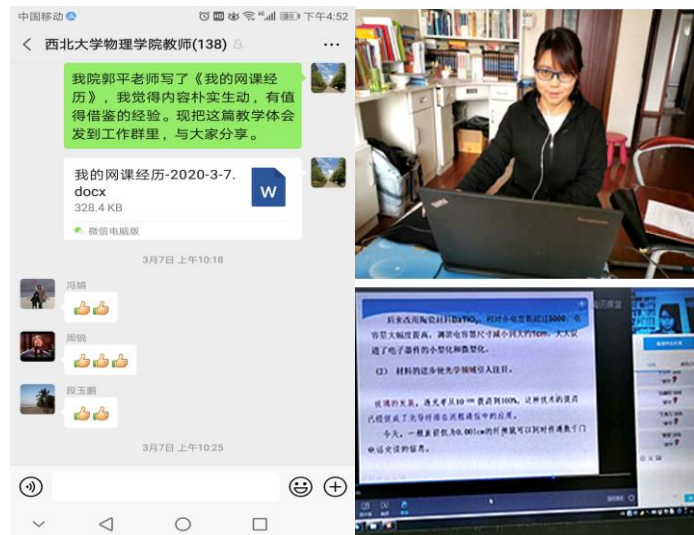 中国移动
下午4:52
西北大学物理学院教师(138)
我院郭平老师写了《我的网课经
历》，我觉得内容朴实生动，有值
得借鉴的经验。现把这篇教学体会
发到工作群里，与大家分享。
我的网课经历-2020-3-7.
docx
328.4 KB
W
微信电脑版
3月7日 上午10:18
冯娟
周锐
段玉鹏
3月7日 上午10:25
ThinkPad
后来改用陶瓷材料BaTiO₃，相对介电常数超过5000，电
容量大幅度提高，调谐电容器尺寸减小到大约1cm，大大促
进了电子器件的小型化和微型化。
(2) 材料的进步使光学领域引人注目。
玻璃的发展，透光率从10 提高到100%，这种技术的提高
已经促成了光导纤维在远程通信中的应用。
今天，一根直径仅为0.001cm的纤维就可以同时传递数千门
电话交谈的信息。